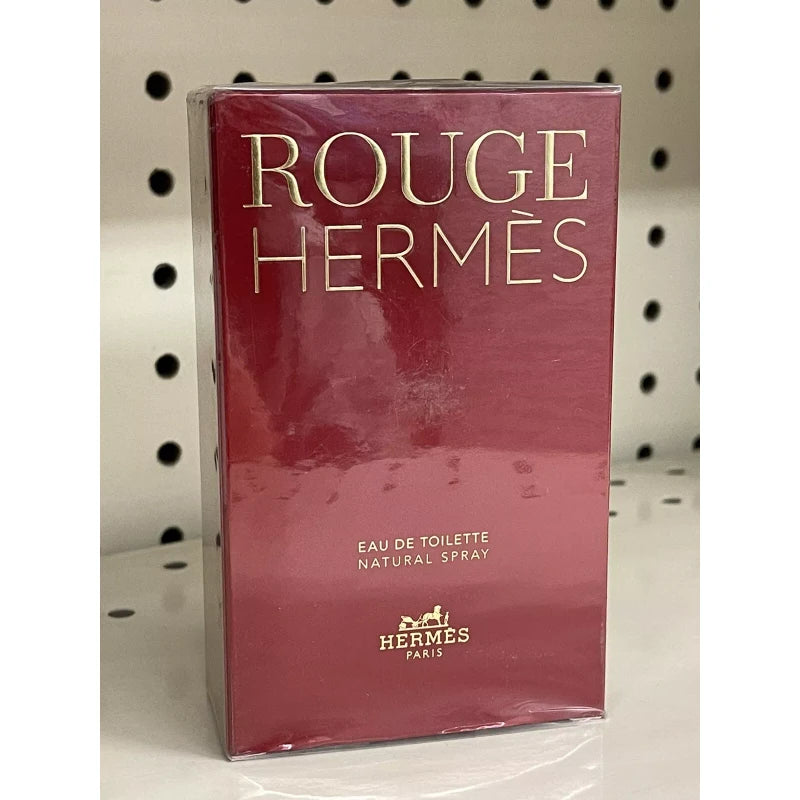 ROUGE
HERMÈS
EAU DE TOILETTE
NATURAL SPRAY
HERMÈS
PARIS